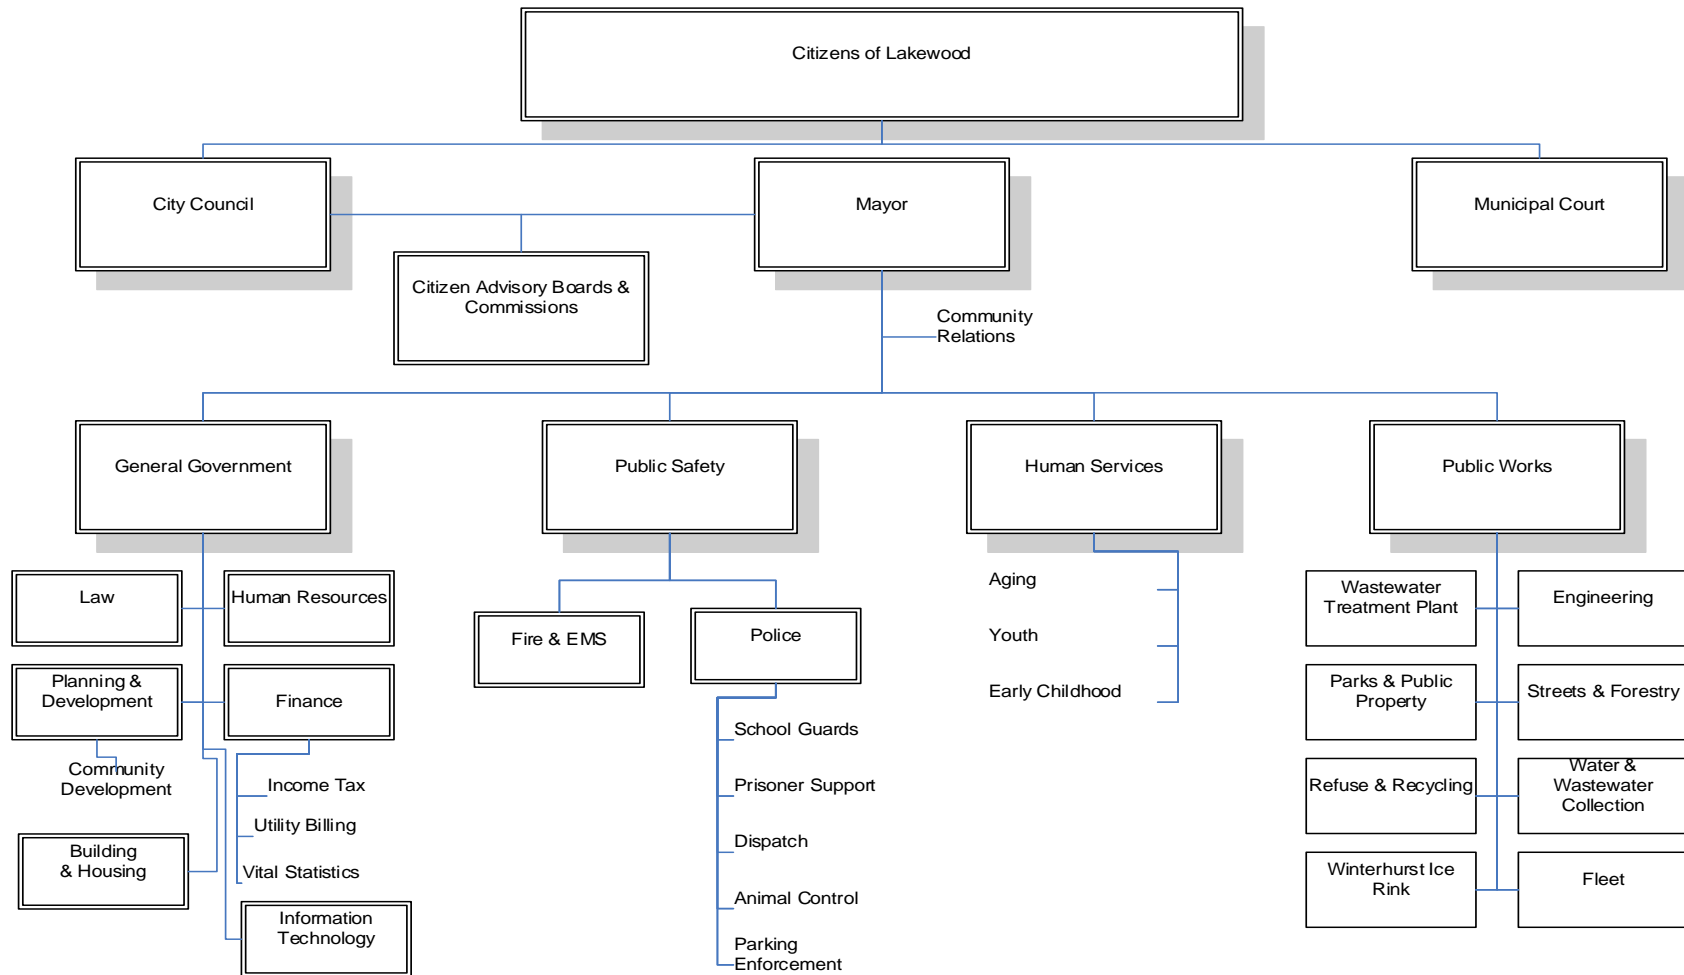 Citizens of Lakewood
City Council
Mayor
Municipal Court
Citizen Advisory Boards &
Commissions
Community
Relations
General Government
Public Safety
Human Services
Public Works
Law
Human Resources
Planning &
Development
Finance
Community
Development
Income Tax
Utility Billing
Vital Statistics
Building
& Housing
Information
Technology
Fire & EMS
Police
School Guards
Prisoner Support
Dispatch
Animal Control
Parking
Enforcement
Aging
Youth
Early Childhood
Wastewater
Treatment Plant
Engineering
Parks & Public
Property
Streets & Forestry
Refuse & Recycling
Water &
Wastewater
Collection
Winterhurst Ice
Rink
Fleet